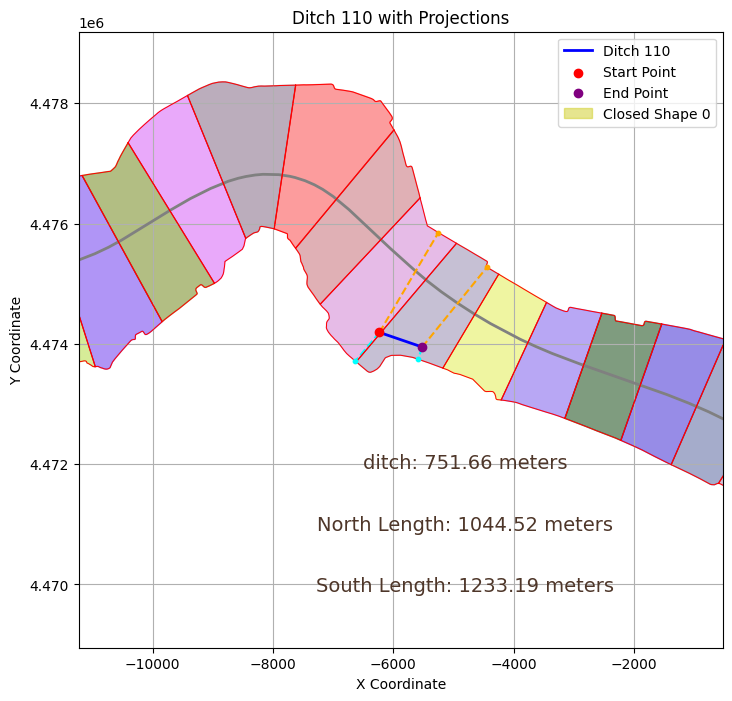 Ditch 110 with Projections
1e6
Ditch 110
Start Point
End Point
Closed Shape 0
4.478
4.476
4.474
4.472
4.470
Y Coordinate
ditch: 751.66 meters
North Length: 1044.52 meters
South Length: 1233.19 meters
−10000 −8000 −6000 −4000 −2000
X Coordinate